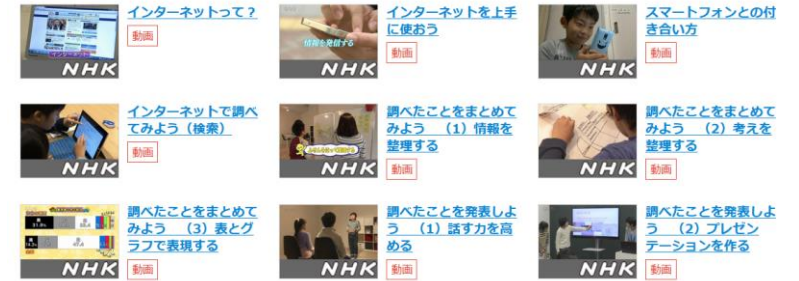 インターネットって？
動画
NHK
インターネットを上手
に使おう
動画
情報を発信する
NHK
スマートフォンとの付
き合い方
動画
NHK
インターネットで調べ
てみよう（検索）
動画
NHK
調べたことをまとめて
みよう　（1）情報を
整理する
動画
NHK
調べたことをまとめて
みよう　（2）考えを
整理する
動画
NHK
調べたことをまとめて
みよう　（3）表とグ
ラフで表現する
動画
NHK
調べたことを発表しよ
う　（1）話す力を高
める
動画
NHK
調べたことを発表しよ
う　（2）プレゼン
テーションを作る
動画
NHK